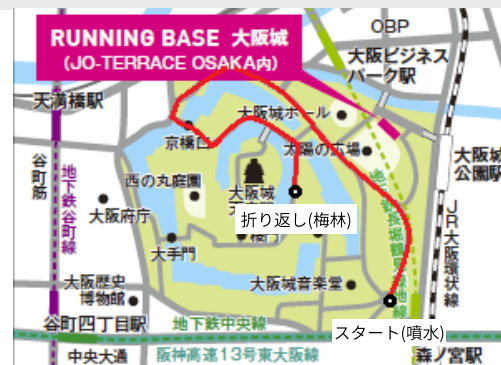 RUNNING BASE 大阪城
(JO-TERRACE OSAKA内)
OBP
大阪ビジネス
パーク駅
天満橋駅
大阪城ホール
京橋口
太陽の広場
大阪城
公園駅
谷町筋
地下鉄谷町線
西の丸庭園
大阪城
大阪府庁
折り返し(梅林)
大手門
JR大阪環状線
大阪歴史
博物館
大阪城音楽堂
谷町四丁目駅
地下鉄中央線
スタート(噴水)
中央大通
阪神高速13号東大阪線
森ノ宮駅